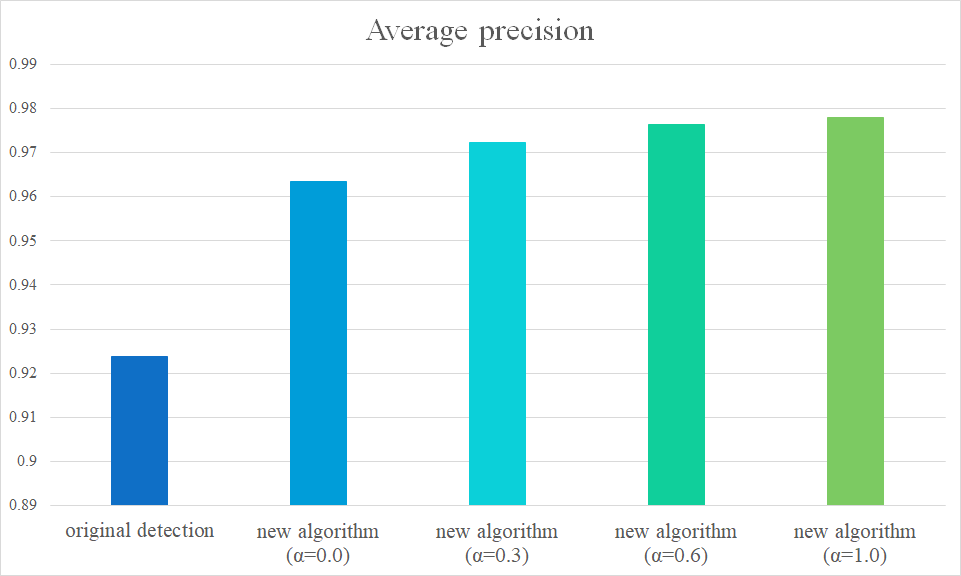 Average precision
0.99
0.98
0.97
0.96
0.95
0.94
0.93
0.92
0.91
0.9
0.89
original detection
new algorithm
(α=0.0)
new algorithm
(α=0.3)
new algorithm
(α=0.6)
new algorithm
(α=1.0)